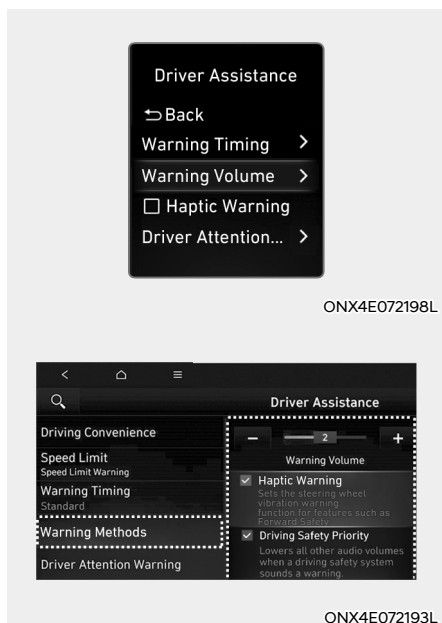 Driver Assistance
Back
Warning Timing >
Warning Volume >
Haptic Warning
Driver Attention... >
ONX4E072198L
Driver Assistance
Driving Convenience
Speed Limit
Speed Limit Warning
Warning Timing
Standard
Warning Methods
Driver Attention Warning
− 2 +
Warning Volume
Haptic Warning
Sets the steering wheel
vibration warning
function for features such as
Forward Safety
Driving Safety Priority
Lowers all other audio volumes
when a driving safety system
sounds a warning.
ONX4E072193L